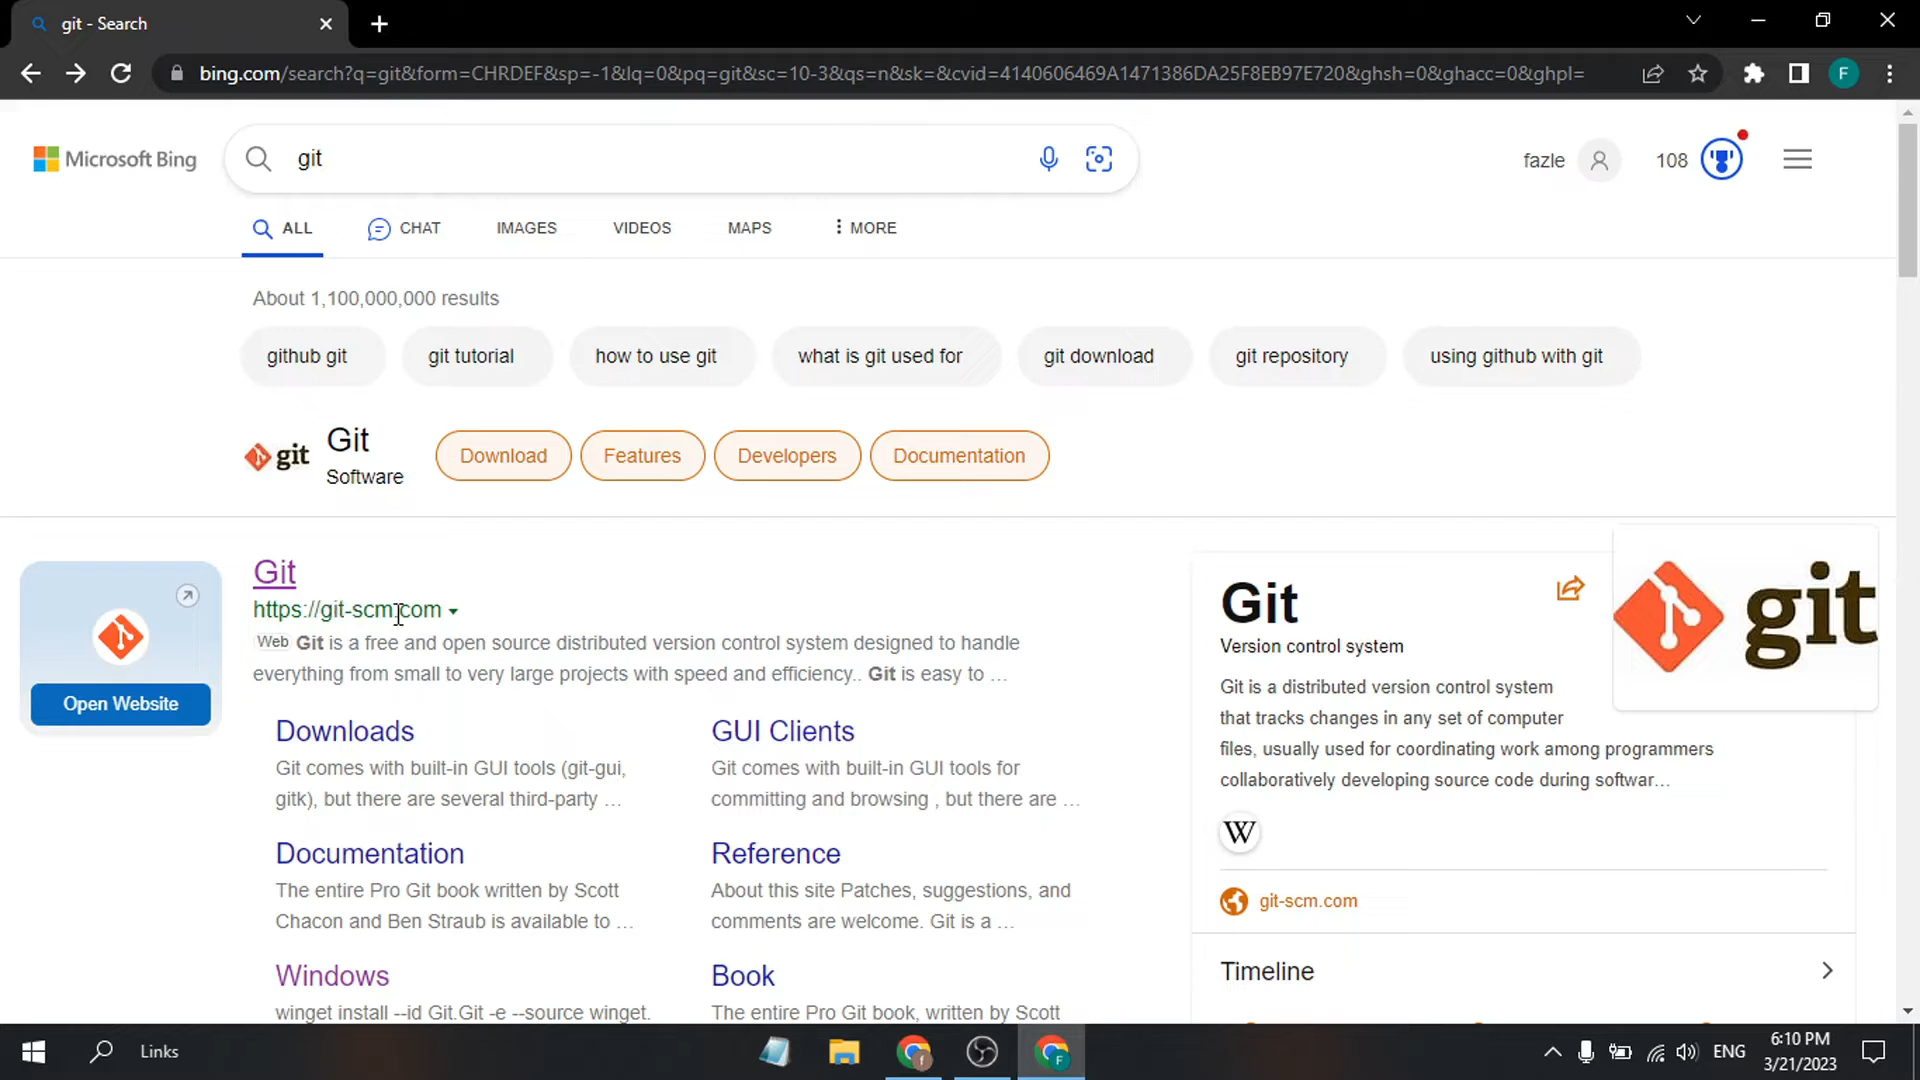 git - Search
bing.com/search?q=git&form=CHRDEF&sp=-1&lq=0&pq=git&sc=10-3&qs=n&sk=&cvid=4140606469A1471386DA25F8EB97E720&ghsh=0&ghacc=0&ghpl=
F
Microsoft Bing
git
fazle
108
ALL CHAT IMAGES VIDEOS MAPS MORE
About 1,100,000,000 results
github git
git tutorial
how to use git
what is git used for
git download
git repository
using github with git
git
Git
Software
Download
Features
Developers
Documentation
Open Website
Git
https://git-scm.com
Web Git is a free and open source distributed version control system designed to handle
everything from small to very large projects with speed and efficiency.. Git is easy to ...
Downloads
Git comes with built-in GUI tools (git-gui,
gitk), but there are several third-party ...
GUI Clients
Git comes with built-in GUI tools for
committing and browsing , but there are ...
Documentation
The entire Pro Git book written by Scott
Chacon and Ben Straub is available to ...
Reference
About this site Patches, suggestions, and
comments are welcome. Git is a ...
Windows
winget install --id Git.Git -e --source winget.
Book
The entire Pro Git book, written by Scott
Git
Version control system
git
Git is a distributed version control system
that tracks changes in any set of computer
files, usually used for coordinating work among programmers
collaboratively developing source code during softwar...
W
git-scm.com
Timeline
Links
F
ENG
6:10 PM
3/21/2023